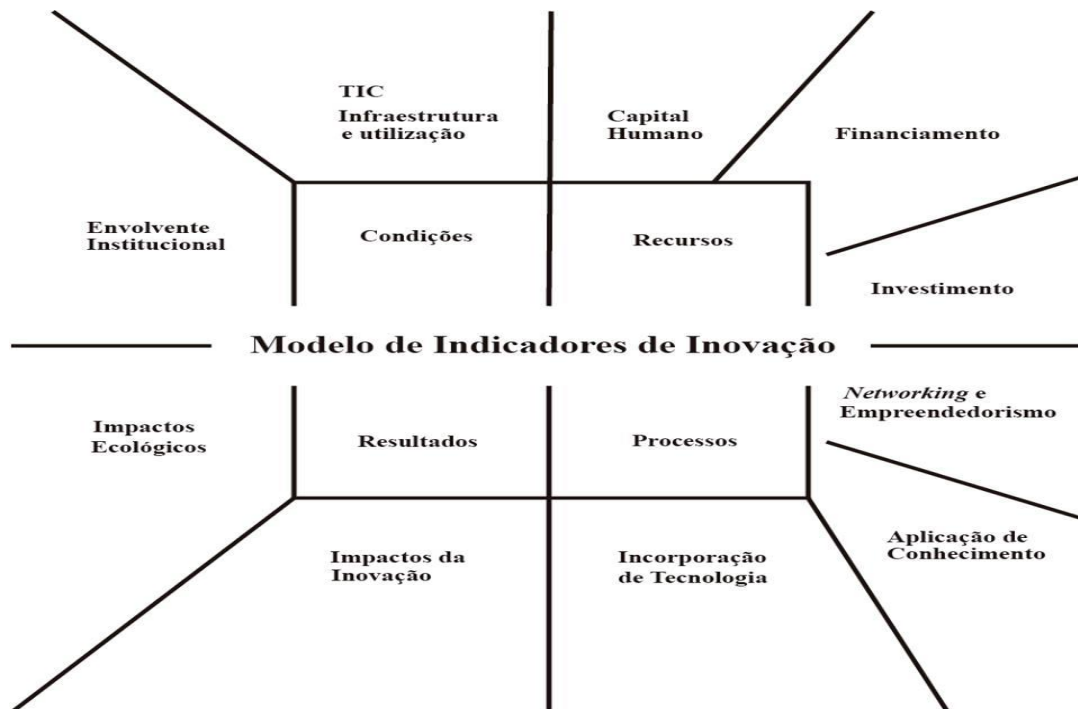 TIC
Infraestrutura
e utilização
Capital
Humano
Financiamento
Envolvente
Institucional
Condições
Recursos
Investimento
Modelo de Indicadores de Inovação
Networking e
Empreendedorismo
Impactos
Ecológicos
Resultados
Processos
Aplicação de
Conhecimento
Impactos da
Inovação
Incorporação
de Tecnologia